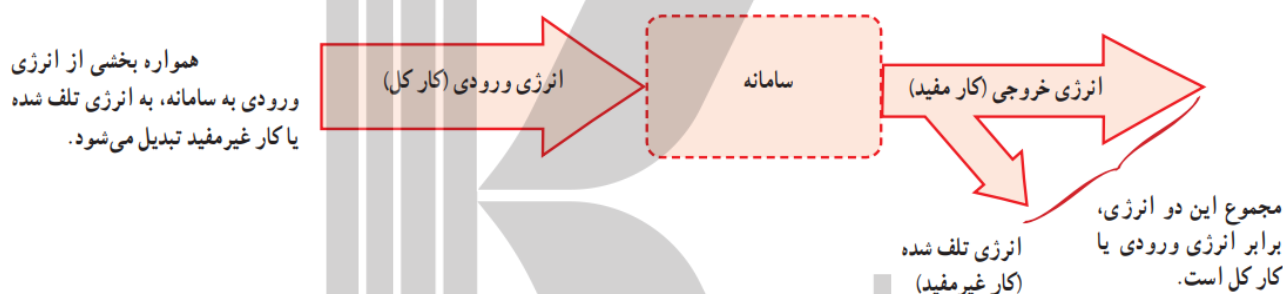 همواره بخشی از انرژی
ورودی به سامانه، به انرژی تلف شده
یا کار غیرمفید تبدیل می‌شود.
انرژی ورودی (کار کل)
سامانه
انرژی خروجی (کار مفید)
انرژی تلف شده
(کار غیرمفید)
مجموع این دو انرژی،
برابر انرژی ورودی یا
کار کل است.